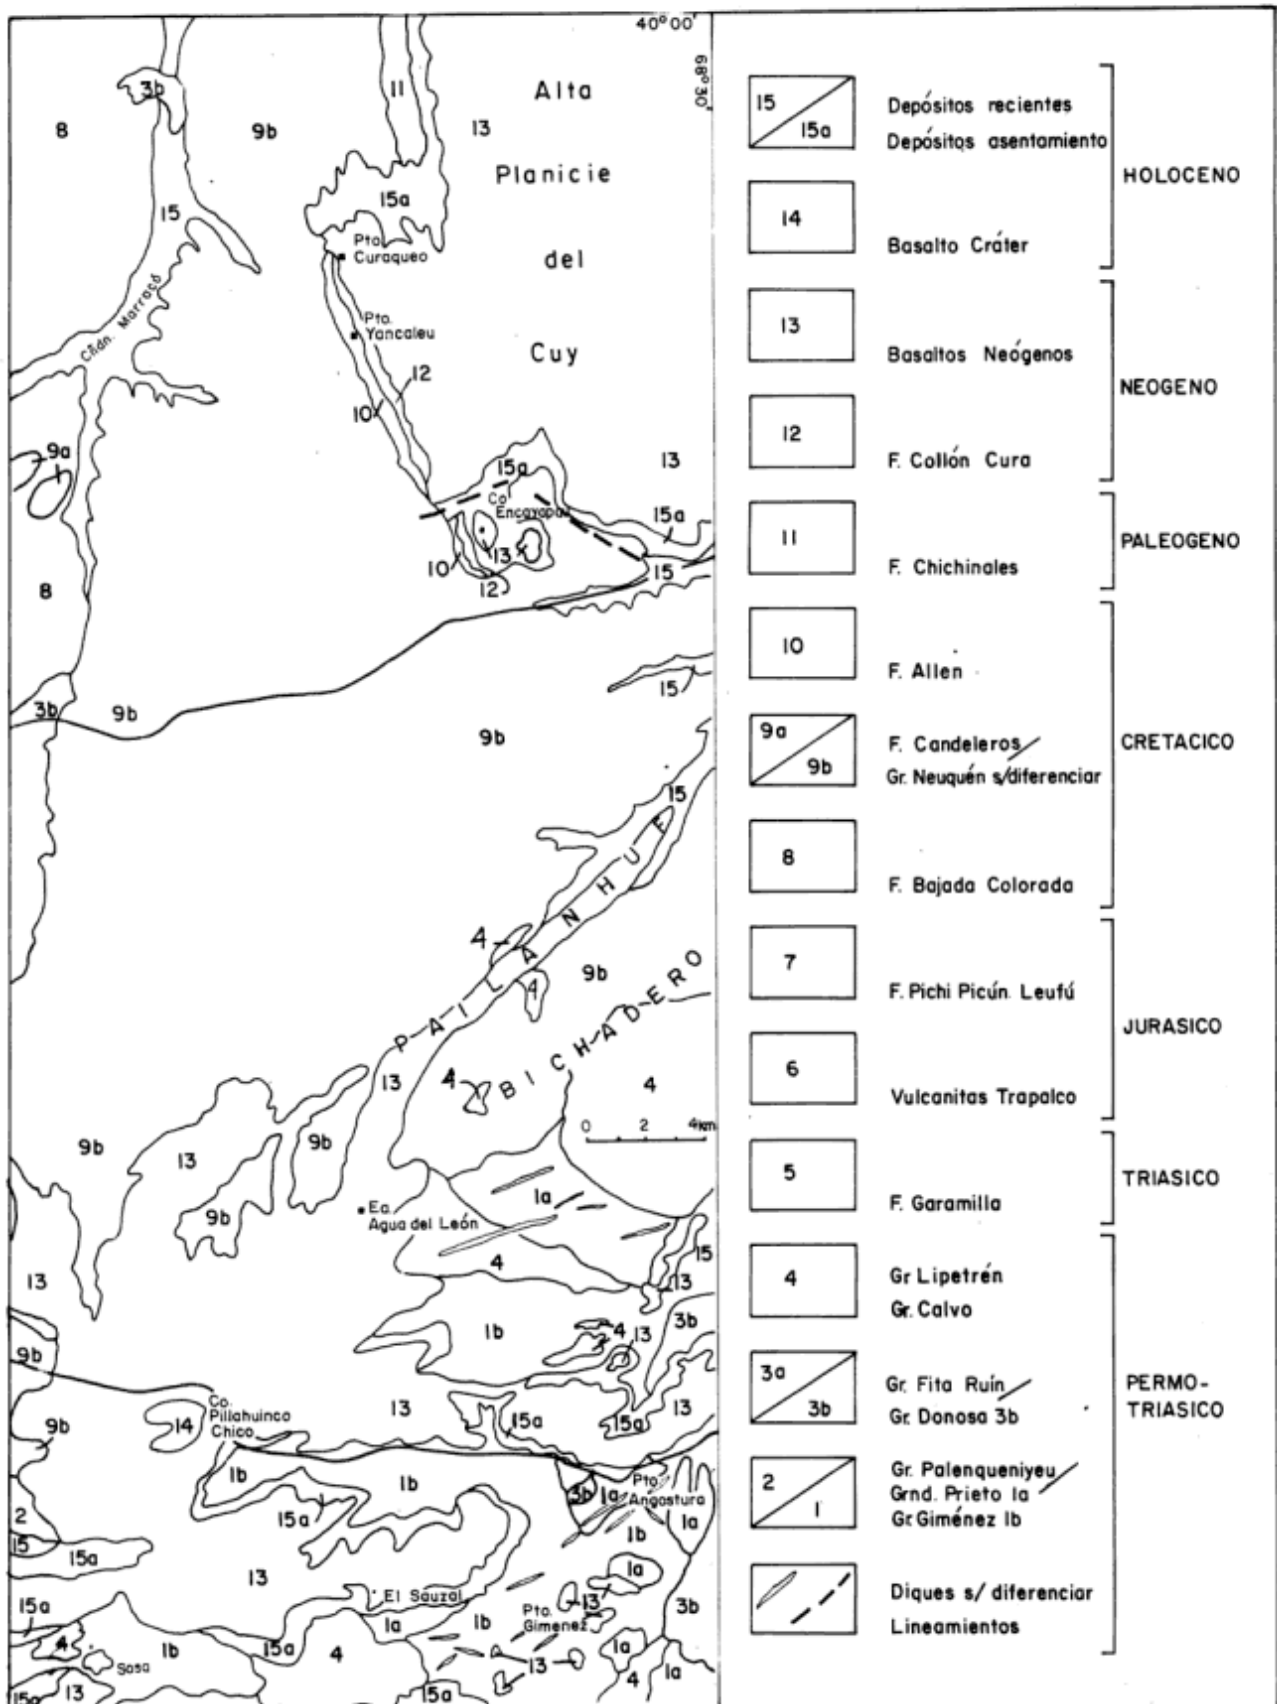 40°00'
68°30'
3b
11
Alta
8
9b
13
Planicie
15a
15
Pta.
Curaqueo
del
Cñdn. Marrocó
Pto.
Yancaleu
Cuy
12
10
9a
13
15a
Co.
15a
13
10
12
15
8
15
3b
9b
9b
15
PAILANHUE
4
9b
4
BICHADERO
13
4
4
0 2 4km
9b
13
9b
9b
1a
Ea.
Agua del León
4
15
13
13
1b
4
13
3b
9b
Co.
Pillahuinco
Chico
13
14
15a
15a
13
9b
1b
1b
3b
1a
Pto.
Angostura
2
15a
1b
1a
15
15a
1a
13
El Sauzal
13
3b
15a
1a
1b
Pto.
Gimenez
4
1b
15a
4
1a
Sosa
13
4
1a
15a
13
15a
15
15a
Depósitos recientes
Depósitos asentamiento
14
Basalto Cráter
HOLOCENO
13
Basaltos Neógenos
12
F. Collón Cura
NEOGENO
11
F. Chichinales
PALEOGENO
10
F. Allen
9a
9b
F. Candeleros/
Gr. Neuquén s/diferenciar
8
F. Bajada Colorada
CRETACICO
7
F. Pichi Picún Leufú
6
Vulcanitas Trapalco
JURASICO
5
F. Garamilla
TRIASICO
4
Gr Lipetrén
Gr. Calvo
3a
3b
Gr. Fita Ruín/
Gr. Donosa 3b
2
1
Gr. Palenqueniyeu/
Grnd. Prieto 1a
Gr. Giménez 1b
Diques s/ diferenciar
Lineamientos
PERMO-
TRIASICO